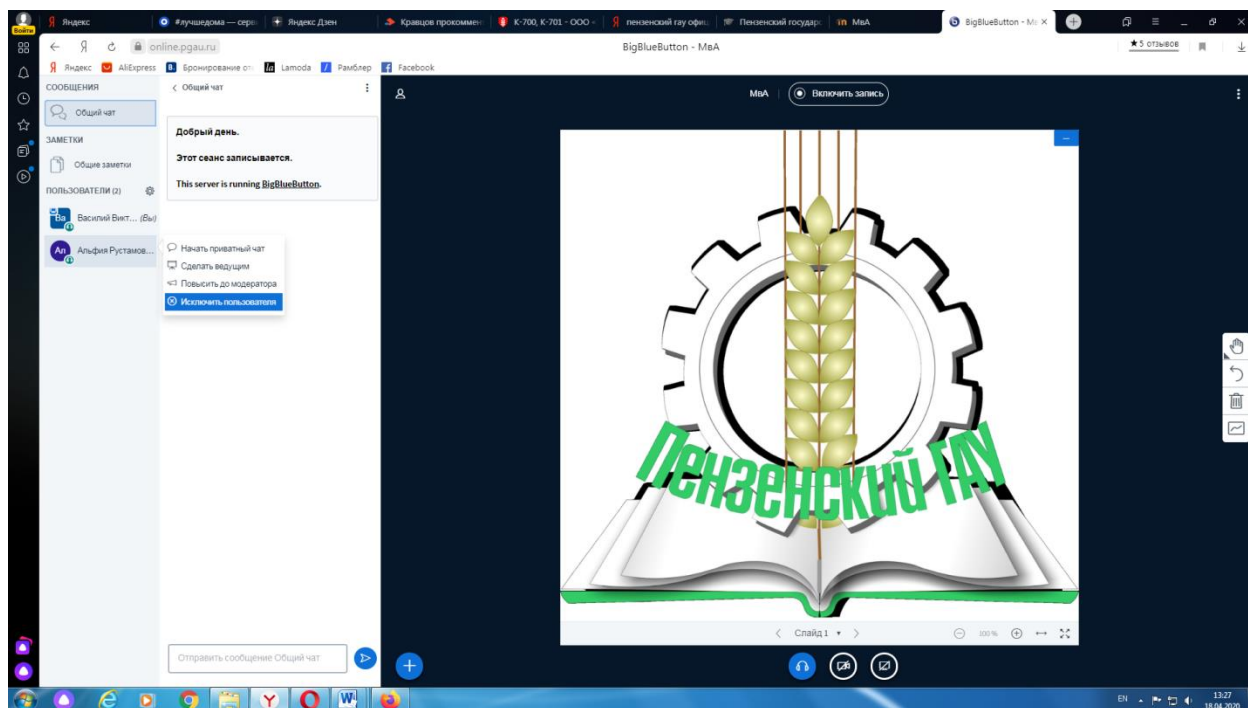 Войти
Яндекс
#лучшедома — серв
Яндекс Дзен
Кравцов прокоммен
К-700, К-701 - ООО «
пензенский гау офиц
Пензенский государс
МвА
BigBlueButton - Мв
online.pgau.ru
BigBlueButton - МвА
5 отзывов
Яндекс
AliExpress
Бронирование от
Lamoda
Рамблер
Facebook
СООБЩЕНИЯ
Общий чат
ЗАМЕТКИ
Общие заметки
ПОЛЬЗОВАТЕЛИ (2)
Ва
Василий Викт... (Вы)
Ал
Альфия Рустамов...
Общий чат
Добрый день.
Этот сеанс записывается.
This server is running BigBlueButton.
Начать приватный чат
Сделать ведущим
Повысить до модератора
Исключить пользователя
Отправить сообщение Общий чат
МвА
Включить запись
Пензенский ГАУ
Слайд 1
100 %
EN
13:27
18.04.2020